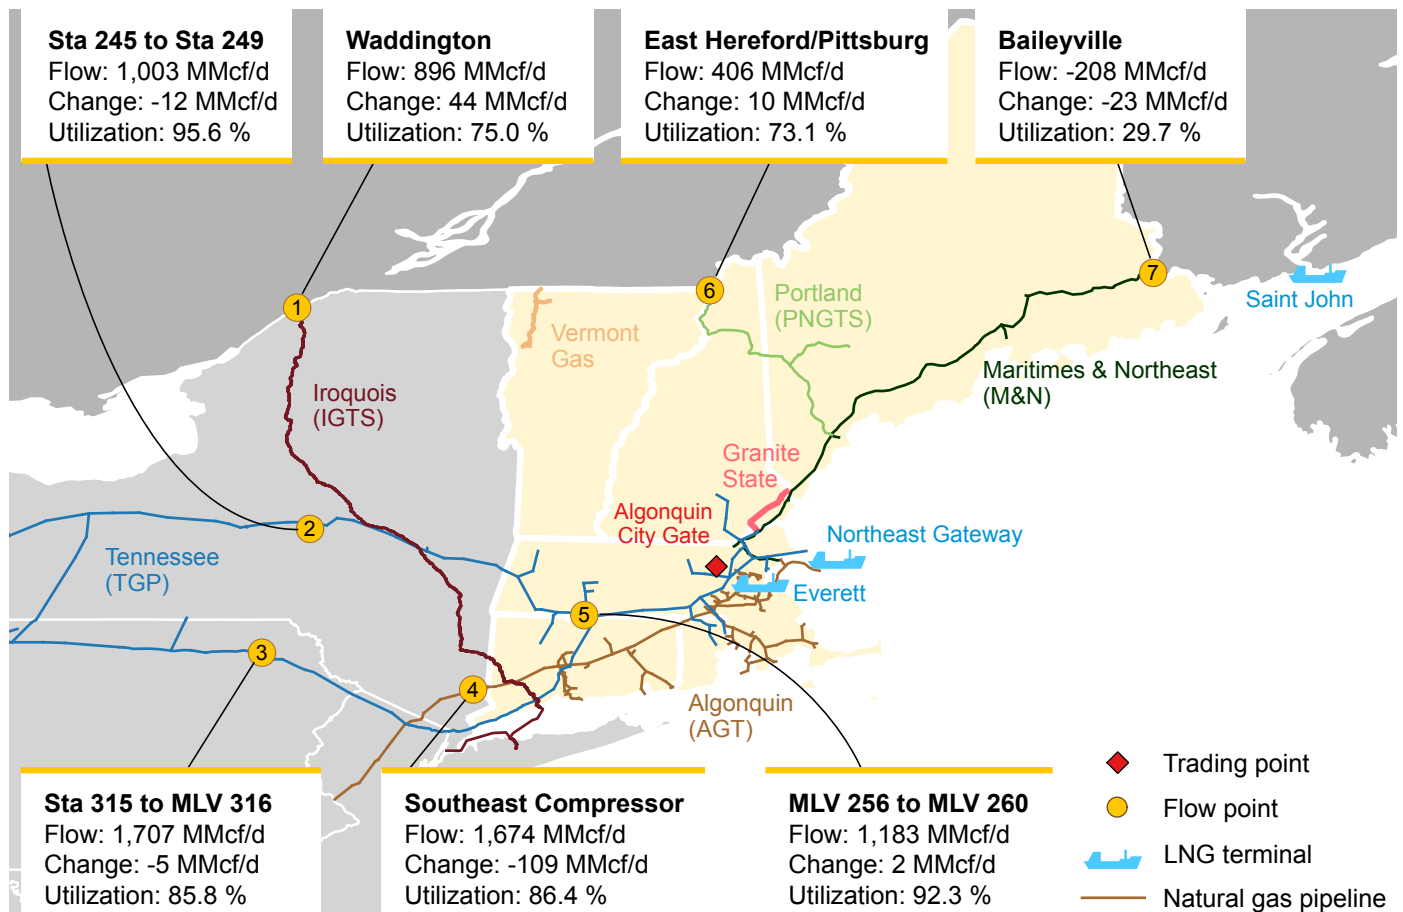 Sta 245 to Sta 249
Flow: 1,003 MMcf/d
Change: -12 MMcf/d
Utilization: 95.6 %
Waddington
Flow: 896 MMcf/d
Change: 44 MMcf/d
Utilization: 75.0 %
East Hereford/Pittsburg
Flow: 406 MMcf/d
Change: 10 MMcf/d
Utilization: 73.1 %
Baileyville
Flow: -208 MMcf/d
Change: -23 MMcf/d
Utilization: 29.7 %
1
6
7
Saint John
Portland
(PNGTS)
Vermont
Gas
Iroquois
(IGTS)
Maritimes & Northeast
(M&N)
Granite
State
Algonquin
City Gate
2
Northeast Gateway
Tennessee
(TGP)
Everett
5
3
4
Algonquin
(AGT)
Sta 315 to MLV 316
Flow: 1,707 MMcf/d
Change: -5 MMcf/d
Utilization: 85.8 %
Southeast Compressor
Flow: 1,674 MMcf/d
Change: -109 MMcf/d
Utilization: 86.4 %
MLV 256 to MLV 260
Flow: 1,183 MMcf/d
Change: 2 MMcf/d
Utilization: 92.3 %
Trading point
Flow point
LNG terminal
Natural gas pipeline